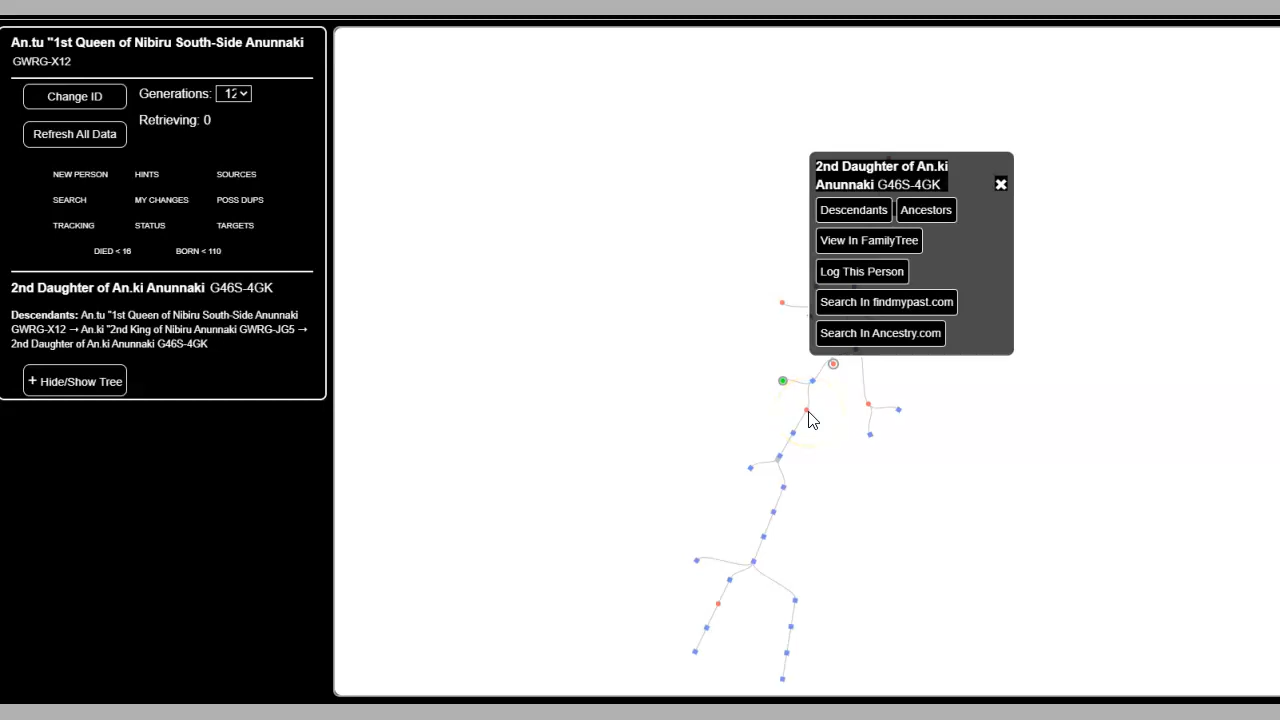 An.tu "1st Queen of Nibiru South-Side Anunnaki
GWRG-X12
Change ID
Generations: 12
Refresh All Data
Retrieving: 0
NEW PERSON HINTS SOURCES
SEARCH MY CHANGES POSS DUPS
TRACKING STATUS TARGETS
DIED < 16 BORN < 110
2nd Daughter of An.ki Anunnaki G46S-4GK
Descendants: An.tu "1st Queen of Nibiru South-Side Anunnaki
GWRG-X12 → An.ki "2nd King of Nibiru Anunnaki GWRG-JG5 →
2nd Daughter of An.ki Anunnaki G46S-4GK
+ Hide/Show Tree
2nd Daughter of An.ki
Anunnaki G46S-4GK
Descendants Ancestors
View In FamilyTree
Log This Person
Search In findmypast.com
Search In Ancestry.com